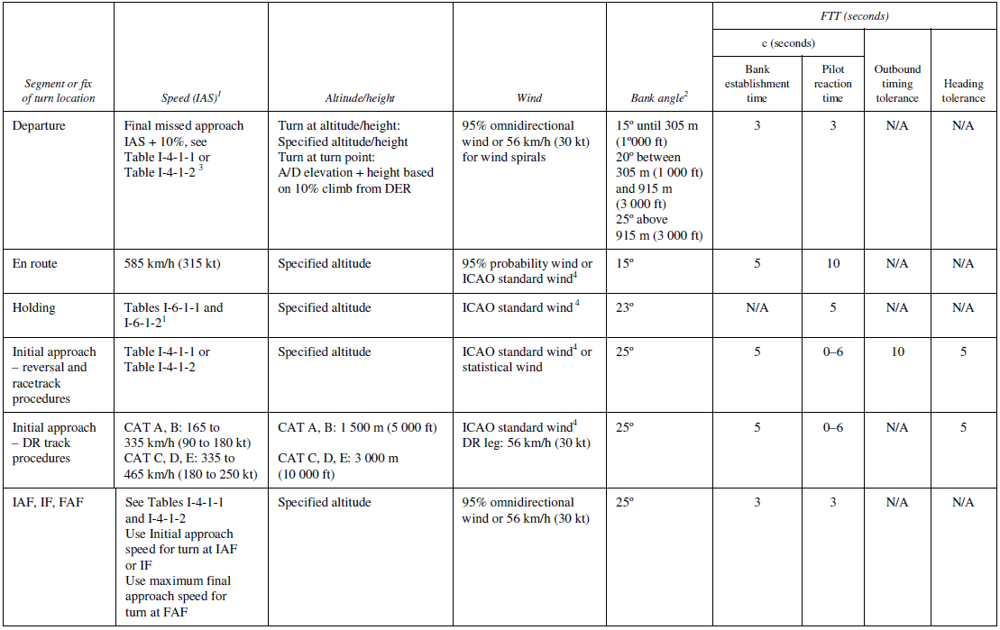 FTT (seconds)
c (seconds)
Segment or fix
of turn location
Speed (IAS)1
Altitude/height
Wind
Bank angle2
Bank
establishment
time
Pilot
reaction
time
Outbound
timing
tolerance
Heading
tolerance
Departure
Final missed approach
IAS + 10%, see
Table I-4-1-1 or
Table I-4-1-2 3
Turn at altitude/height:
Specified altitude/height
Turn at turn point:
A/D elevation + height based
on 10% climb from DER
95% omnidirectional
wind or 56 km/h (30 kt)
for wind spirals
15º until 305 m
(1º000 ft)
20º between
305 m (1 000 ft)
and 915 m
(3 000 ft)
25º above
915 m (3 000 ft)
3
3
N/A
N/A
En route
585 km/h (315 kt)
Specified altitude
95% probability wind or
ICAO standard wind4
15º
5
10
N/A
N/A
Holding
Tables I-6-1-1 and
I-6-1-21
Specified altitude
ICAO standard wind 4
23º
N/A
5
N/A
N/A
Initial approach
– reversal and
racetrack
procedures
Table I-4-1-1 or
Table I-4-1-2
Specified altitude
ICAO standard wind4 or
statistical wind
25º
5
0–6
10
5
Initial approach
– DR track
procedures
CAT A, B: 165 to
335 km/h (90 to 180 kt)
CAT C, D, E: 335 to
465 km/h (180 to 250 kt)
CAT A, B: 1 500 m (5 000 ft)
CAT C, D, E: 3 000 m
(10 000 ft)
ICAO standard wind4
DR leg: 56 km/h (30 kt)
25º
5
0–6
N/A
5
IAF, IF, FAF
See Tables I-4-1-1
and I-4-1-2
Use Initial approach
speed for turn at IAF
or IF
Use maximum final
approach speed for
turn at FAF
Specified altitude
95% omnidirectional
wind or 56 km/h (30 kt)
25º
3
3
N/A
N/A